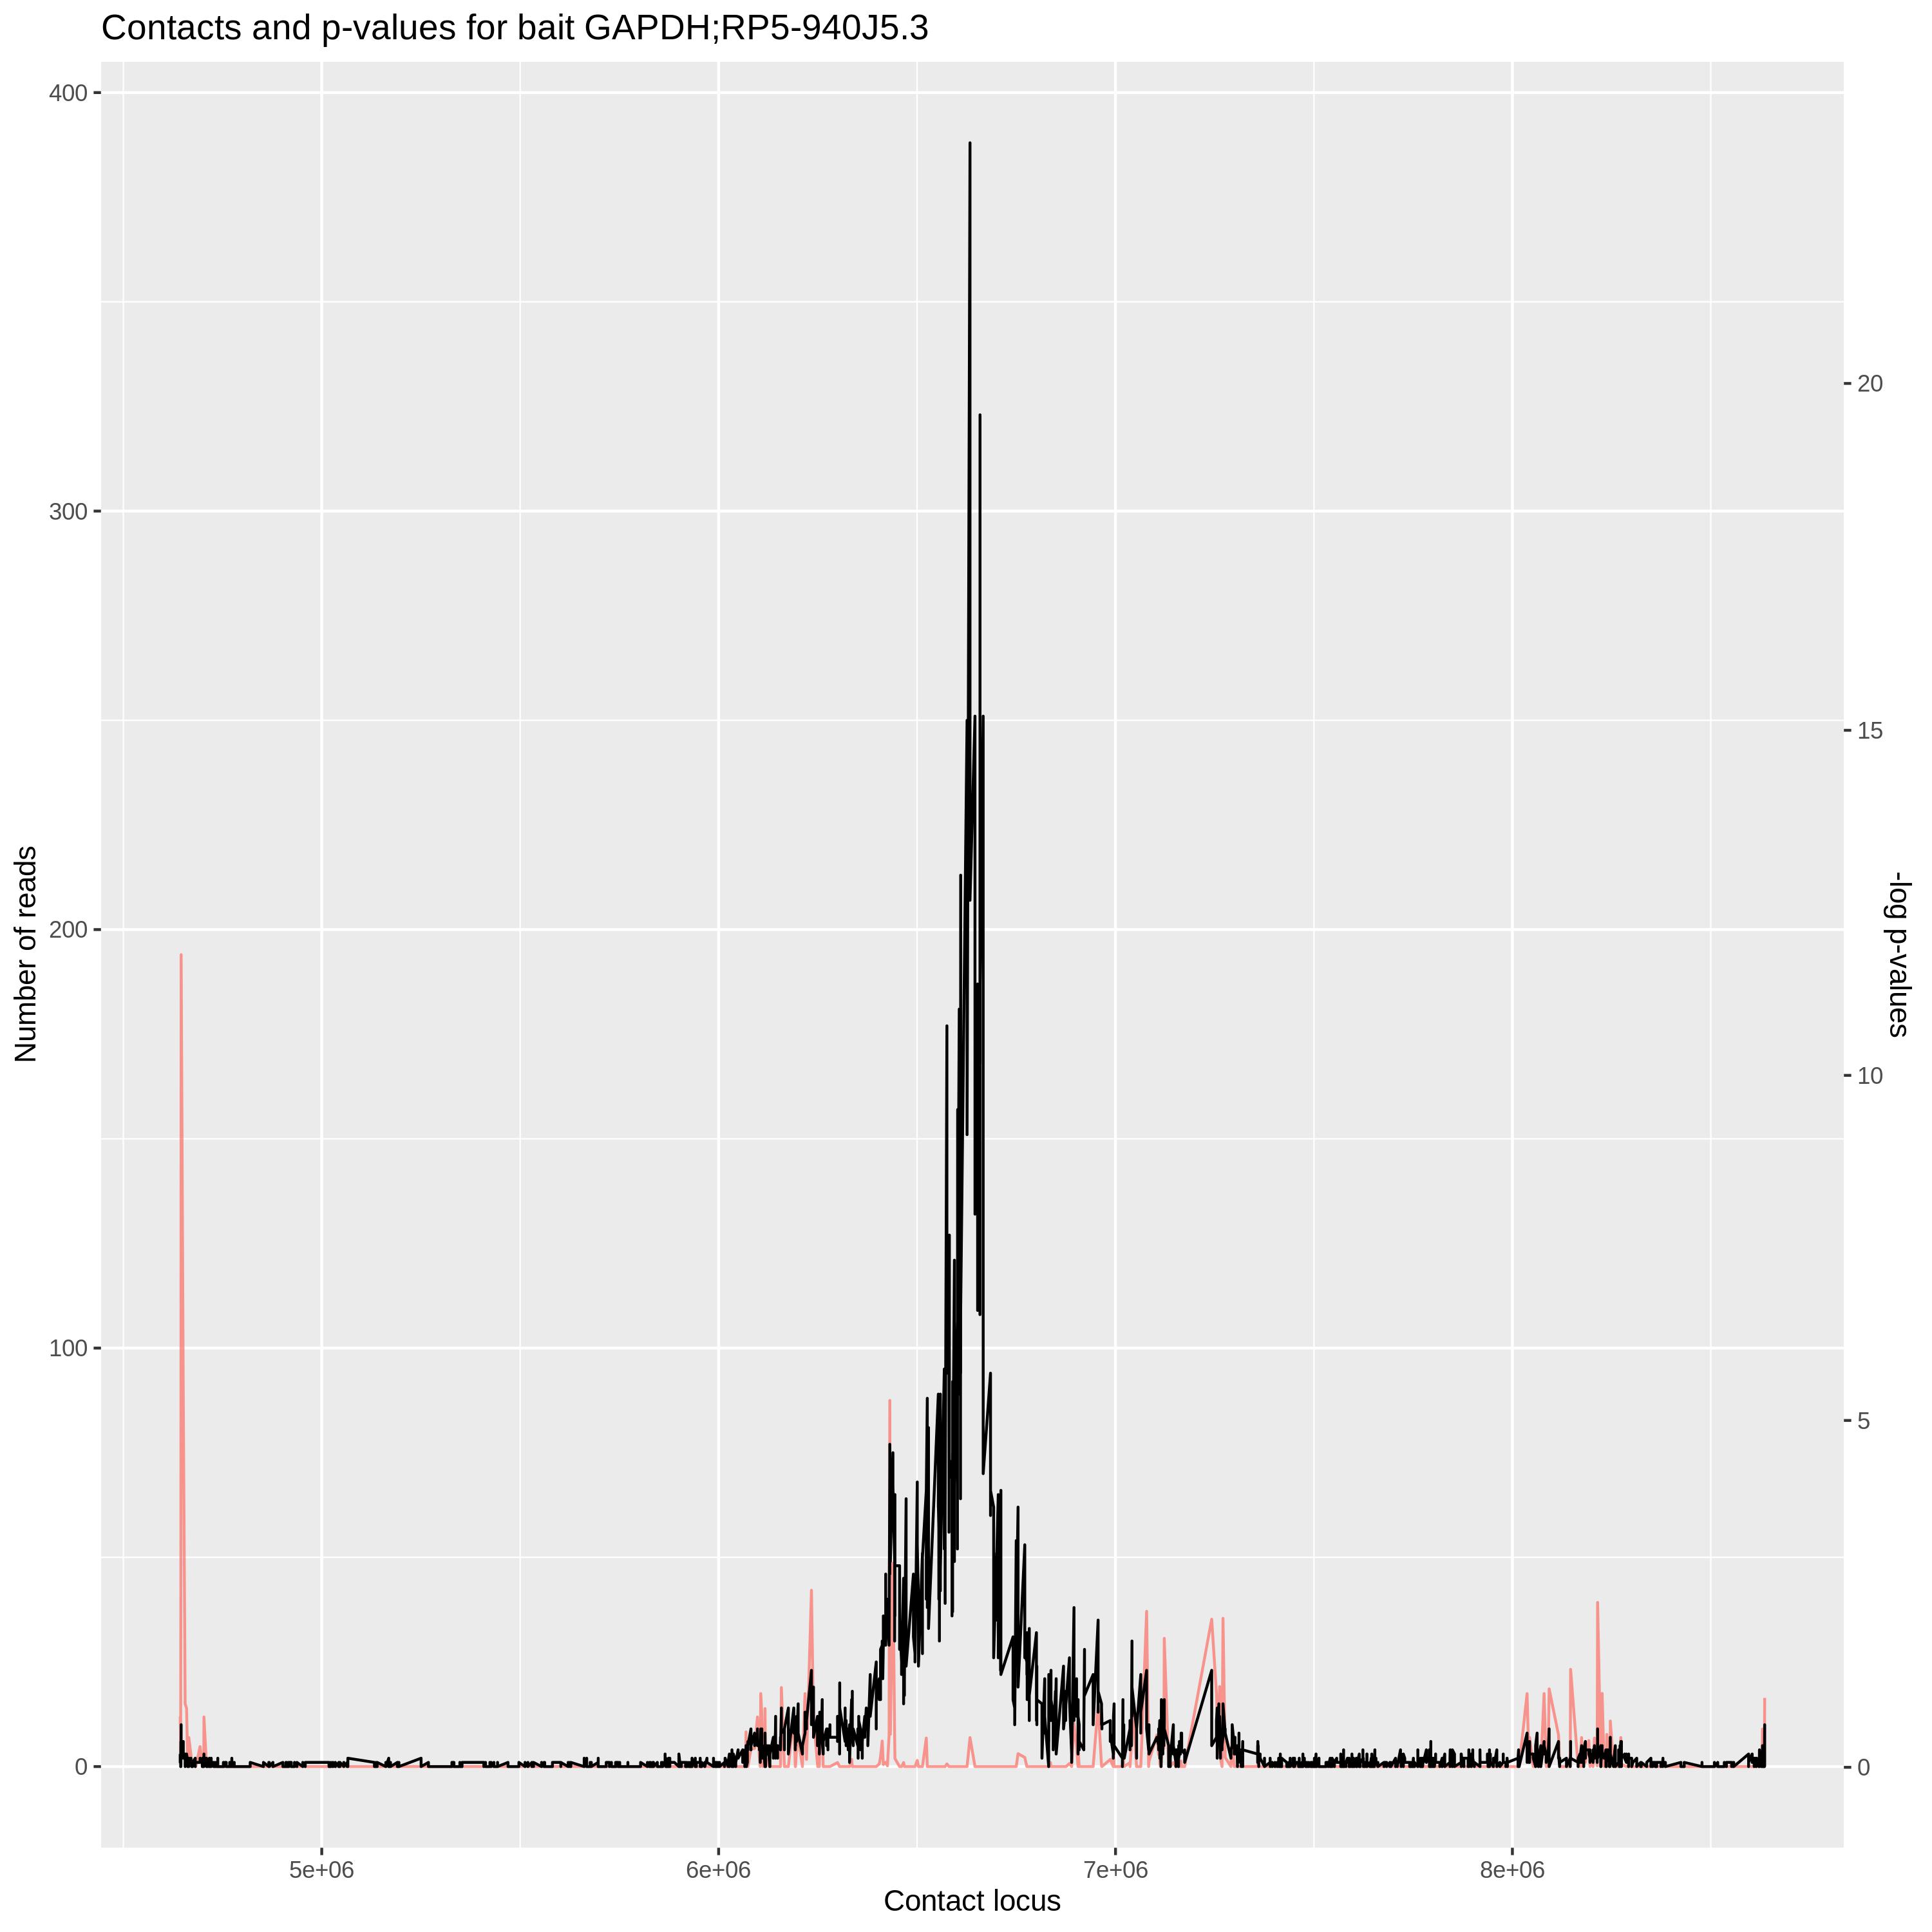 Contacts and p-values for bait GAPDH;RP5-940J5.3
400
300
200
100
0
Number of reads
20
15
10
5
0
-log p-values
5e+06
6e+06
7e+06
8e+06
Contact locus